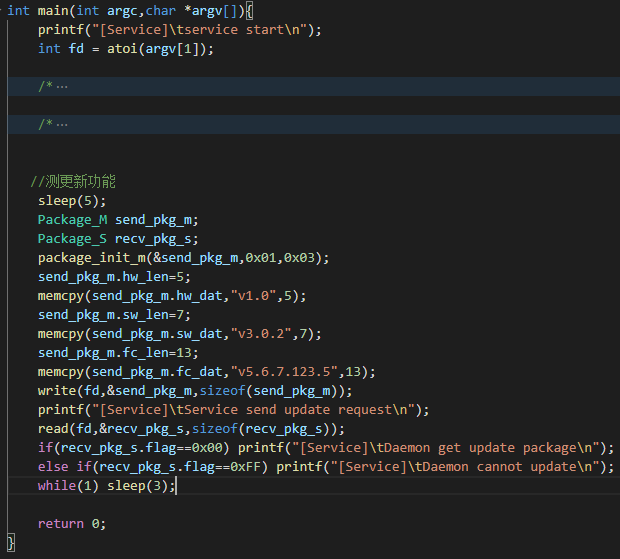 int main(int argc,char *argv[]){
printf("[Service]\tservice start\n");
int fd = atoi(argv[1]);
/* ···
/* ···
//测更新功能
sleep(5);
Package_M send_pkg_m;
Package_S recv_pkg_s;
package_init_m(&send_pkg_m,0x01,0x03);
send_pkg_m.hw_len=5;
memcpy(send_pkg_m.hw_dat,"v1.0",5);
send_pkg_m.sw_len=7;
memcpy(send_pkg_m.sw_dat,"v3.0.2",7);
send_pkg_m.fc_len=13;
memcpy(send_pkg_m.fc_dat,"v5.6.7.123.5",13);
write(fd,&send_pkg_m,sizeof(send_pkg_m));
printf("[Service]\tService send update request\n");
read(fd,&recv_pkg_s,sizeof(recv_pkg_s));
if(recv_pkg_s.flag==0x00) printf("[Service]\tDaemon get update package\n");
else if(recv_pkg_s.flag==0xFF) printf("[Service]\tDaemon cannot update\n");
while(1) sleep(3);
return 0;
}